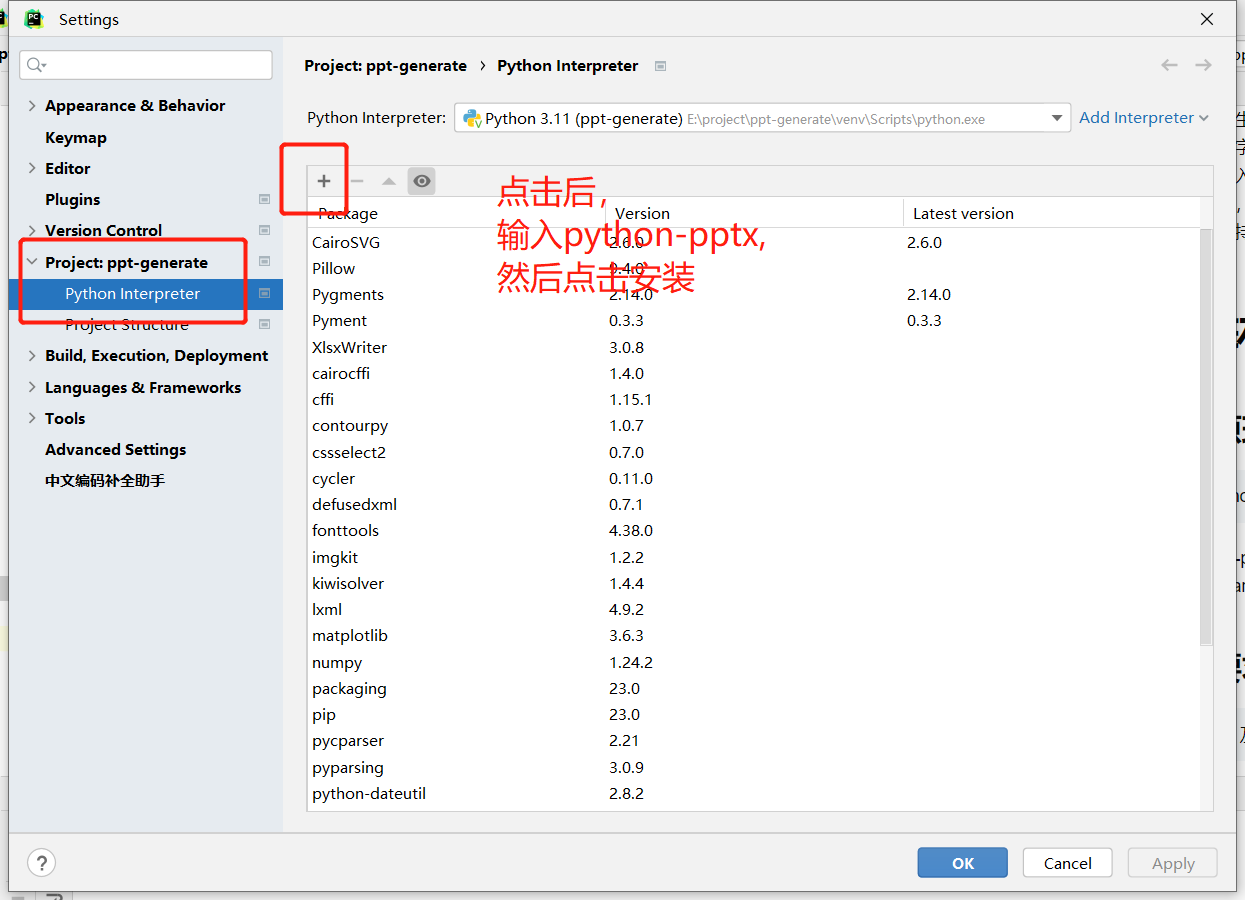 Settings
Project: ppt-generate › Python Interpreter
Appearance & Behavior
Keymap
Editor
Plugins
Version Control
Project: ppt-generate
Python Interpreter
Project Structure
Build, Execution, Deployment
Languages & Frameworks
Tools
Advanced Settings
中文编码补全助手
Python Interpreter: Python 3.11 (ppt-generate) E:\project\ppt-generate\venv\Scripts\python.exe Add Interpreter
点击后，
输入python-pptx,
然后点击安装
Package Version Latest version
CairoSVG 2.6.0 2.6.0
Pillow 9.4.0
Pygments 2.14.0 2.14.0
Pyment 0.3.3 0.3.3
XlsxWriter 3.0.8
cairocffi 1.4.0
cffi 1.15.1
contourpy 1.0.7
cssselect2 0.7.0
cycler 0.11.0
defusedxml 0.7.1
fonttools 4.38.0
imgkit 1.2.2
kiwisolver 1.4.4
lxml 4.9.2
matplotlib 3.6.3
numpy 1.24.2
packaging 23.0
pip 23.0
pycparser 2.21
pyparsing 3.0.9
python-dateutil 2.8.2
? OK Cancel Apply